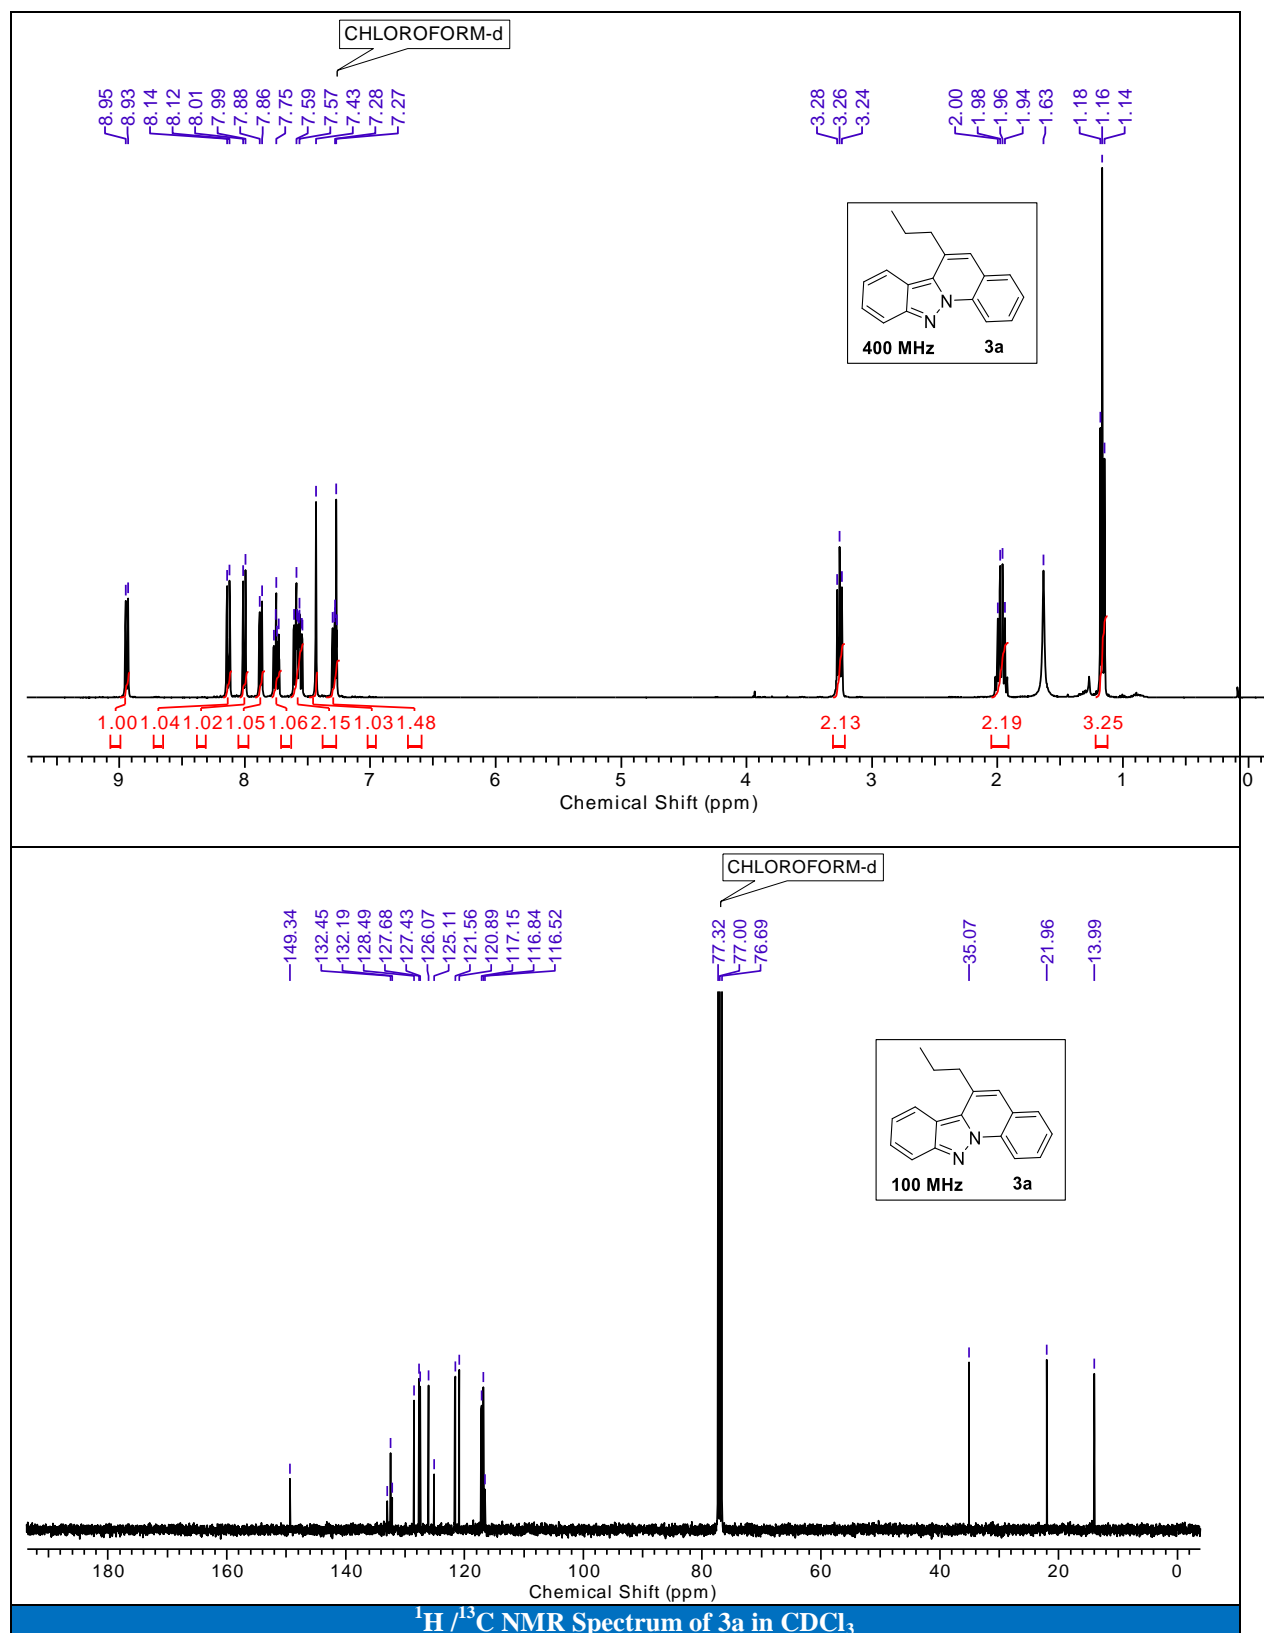 CHLOROFORM-d
8.95 8.93 8.14 8.12 8.01 7.99 7.88 7.86 7.75 7.59 7.57 7.43 7.28 7.27 3.28 3.26 3.24 2.00 1.98 1.96 1.94 1.63 1.18 1.16 1.14
N
N
400 MHz 3a
1.00 1.04 1.02 1.05 1.06 2.15 1.03 1.48 2.13 2.19 3.25
9 8 7 6 5 4 3 2 1 0
Chemical Shift (ppm)
CHLOROFORM-d
149.34 132.45 132.19 128.49 127.68 127.43 126.07 125.11 121.56 120.89 117.15 116.84 116.52 77.32 77.00 76.69 35.07 21.96 13.99
N
N
100 MHz 3a
180 160 140 120 100 80 60 40 20 0
Chemical Shift (ppm)
¹H /¹³C NMR Spectrum of 3a in CDCl₃